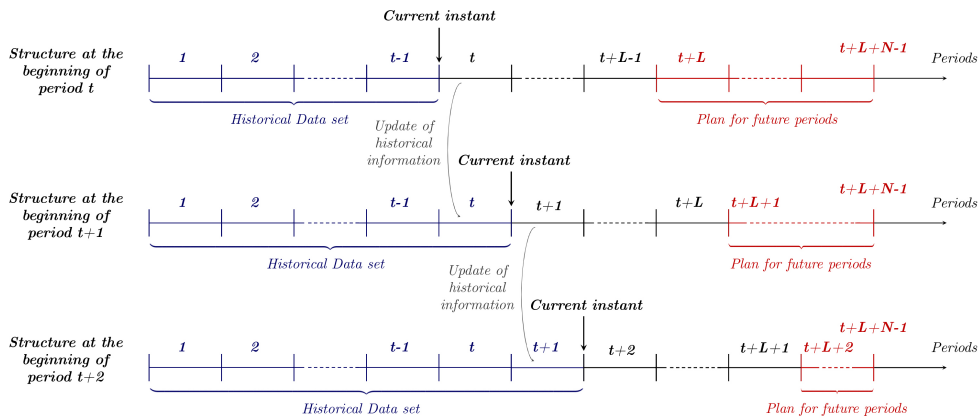 Current instant
Structure at the
beginning of
period t
1 2 t-1 t t+L-1 t+L t+L+N-1
Periods
Historical Data set
Plan for future periods
Update of
historical
information
Current instant
Structure at the
beginning of
period t+1
1 2 t-1 t t+1 t+L t+L+1 t+L+N-1
Periods
Historical Data set
Plan for future periods
Update of
historical
information
Current instant
Structure at the
beginning of
period t+2
1 2 t-1 t t+1 t+2 t+L+1 t+L+2 t+L+N-1
Periods
Historical Data set
Plan for future periods